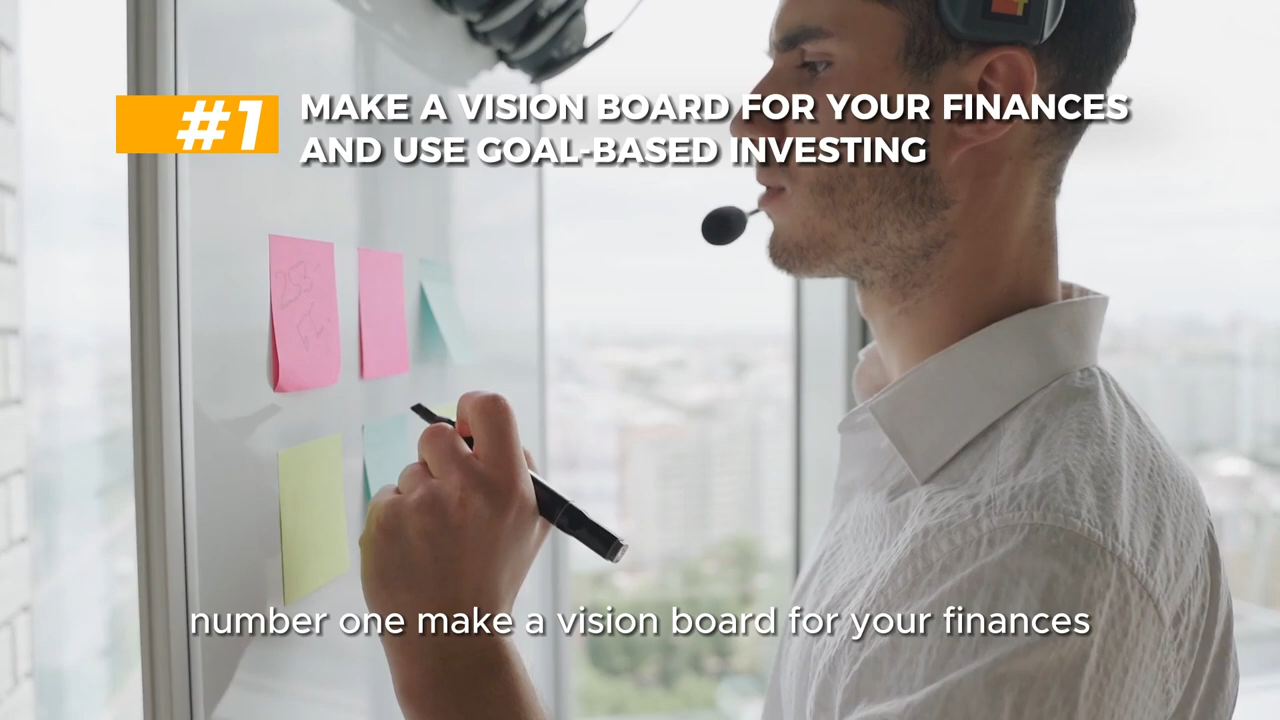 #1
MAKE A VISION BOARD FOR YOUR FINANCES
AND USE GOAL-BASED INVESTING
number one make a vision board for your finances